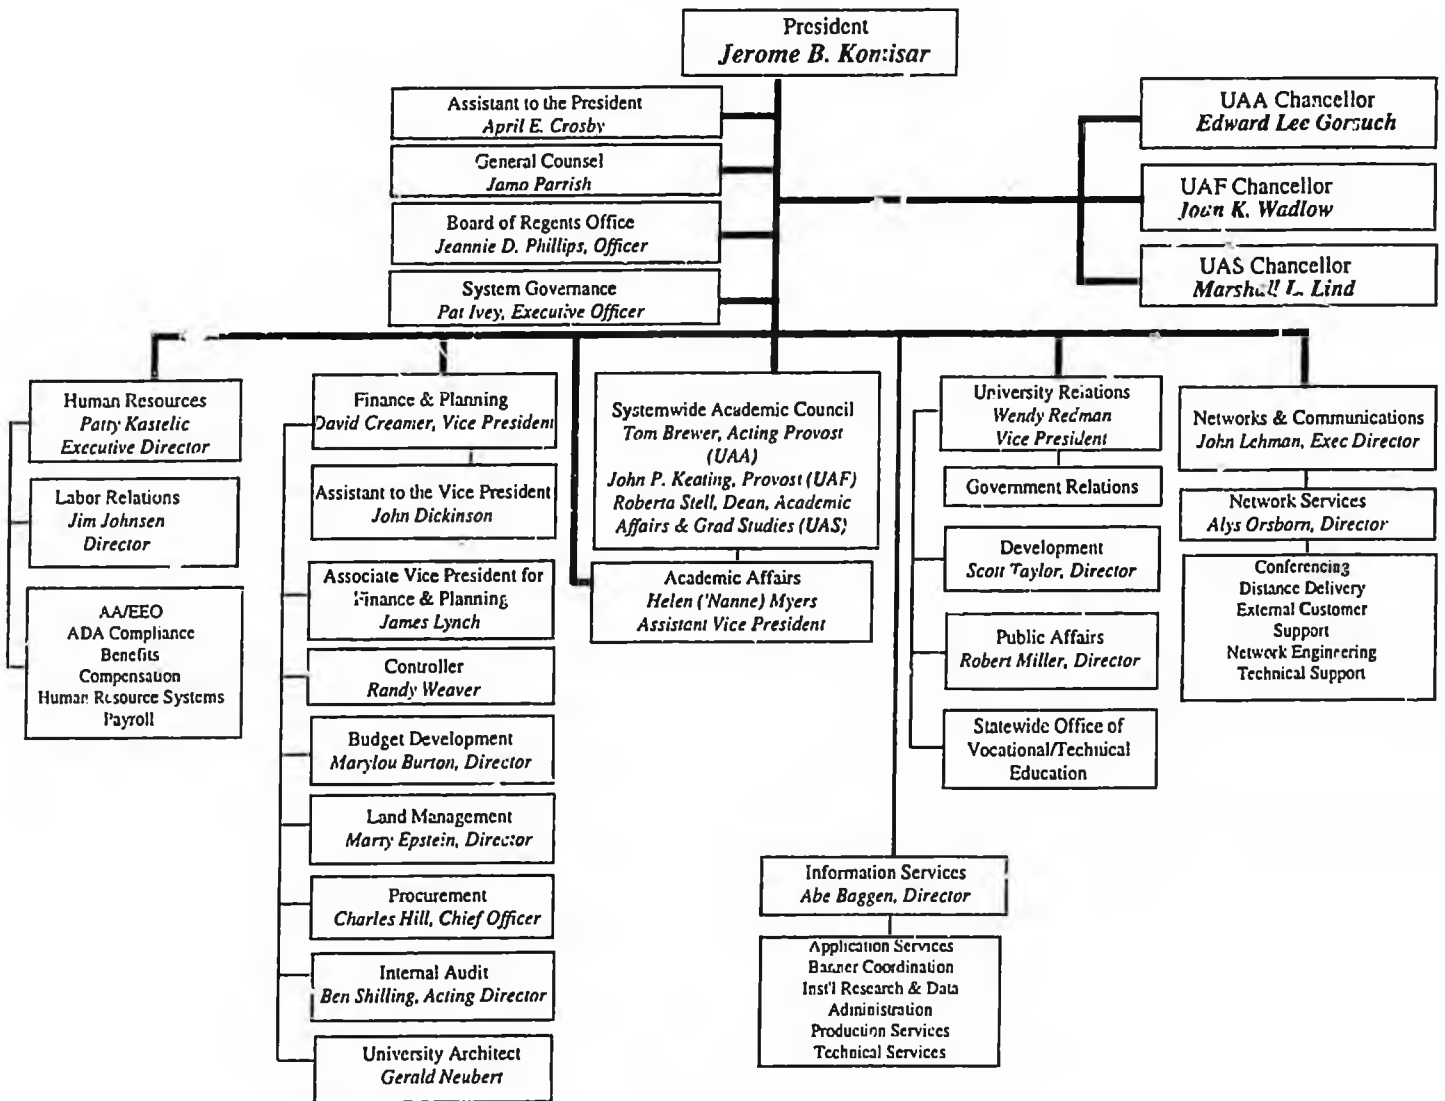 President
Jerome B. Komisar
Assistant to the President
April E. Crosby
General Counsel
Jamo Parrish
Board of Regents Office
Jeannie D. Phillips, Officer
System Governance
Pat Ivey, Executive Officer
UAA Chancellor
Edward Lee Gorsuch
UAF Chancellor
Joan K. Wadlow
UAS Chancellor
Marshall L. Lind
Human Resources
Patty Kastelic
Executive Director
Labor Relations
Jim Johnsen
Director
AA/EEO
ADA Compliance
Benefits
Compensation
Human Resource Systems
Payroll
Finance & Planning
David Creamer, Vice President
Assistant to the Vice President
John Dickinson
Associate Vice President for
Finance & Planning
James Lynch
Controller
Randy Weaver
Budget Development
Marylou Burton, Director
Land Management
Marty Epstein, Director
Procurement
Charles Hill, Chief Officer
Internal Audit
Ben Shilling, Acting Director
University Architect
Gerald Neubert
Systemwide Academic Council
Tom Brewer, Acting Provost
(UAA)
John P. Keating, Provost (UAF)
Roberta Stell, Dean, Academic
Affairs & Grad Studies (UAS)
Academic Affairs
Helen ('Nanne) Myers
Assistant Vice President
Information Services
Abe Baggen, Director
Application Services
Banner Coordination
Inst'l Research & Data
Administration
Production Services
Technical Services
University Relations
Wendy Redman
Vice President
Government Relations
Development
Scott Taylor, Director
Public Affairs
Robert Miller, Director
Statewide Office of
Vocational/Technical
Education
Networks & Communications
John Lehman, Exec Director
Network Services
Alys Orsborn, Director
Conferencing
Distance Delivery
External Customer
Support
Network Engineering
Technical Support